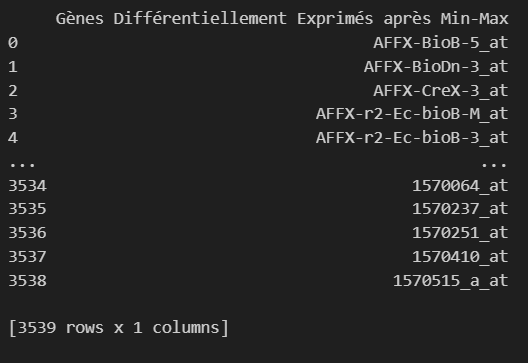 Gènes Différentiellement Exprimés après Min-Max
0 AFFX-BioB-5_at
1 AFFX-BioDn-3_at
2 AFFX-CreX-3_at
3 AFFX-r2-Ec-bioB-M_at
4 AFFX-r2-Ec-bioB-3_at
... ...
3534 1570064_at
3535 1570237_at
3536 1570251_at
3537 1570410_at
3538 1570515_a_at
[3539 rows x 1 columns]